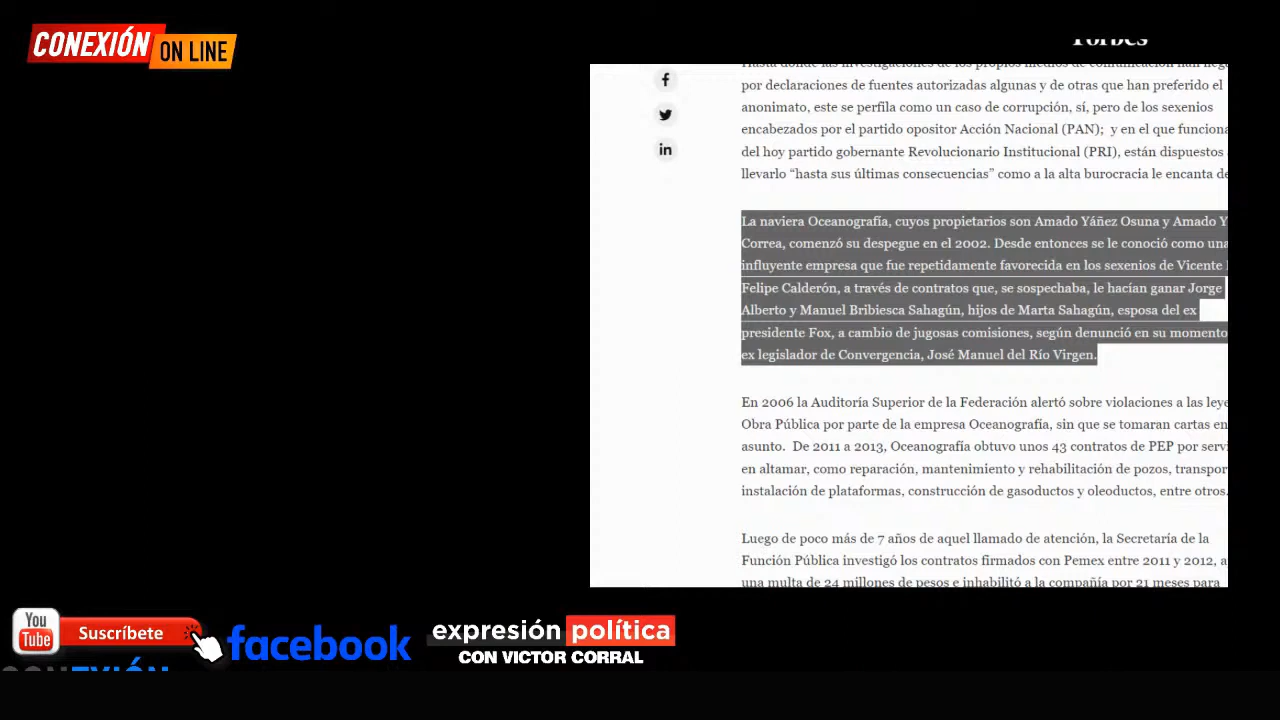 CONEXIÓN
ON LINE
Forbes
Hasta donde las investigaciones de los propios medios de comunicación han
por declaraciones de fuentes autorizadas algunas y de otras que han preferido el
anonimato, este se perfila como un caso de corrupción, sí, pero de los sexenios
encabezados por el partido opositor Acción Nacional (PAN); y en el que funciona
del hoy partido gobernante Revolucionario Institucional (PRI), están dispuestos
llevarlo “hasta sus últimas consecuencias” como a la alta burocracia le encanta de
La naviera Oceanografía, cuyos propietarios son Amado Yáñez Osuna y Amado Y
Correa, comenzó su despegue en el 2002. Desde entonces se le conoció como una
influyente empresa que fue repetidamente favorecida en los sexenios de Vicente
Felipe Calderón, a través de contratos que, se sospechaba, le hacían ganar Jorge
Alberto y Manuel Bribiesca Sahagún, hijos de Marta Sahagún, esposa del ex
presidente Fox, a cambio de jugosas comisiones, según denunció en su momento
ex legislador de Convergencia, José Manuel del Río Virgen.
En 2006 la Auditoría Superior de la Federación alertó sobre violaciones a las leye
Obra Pública por parte de la empresa Oceanografía, sin que se tomaran cartas en
asunto. De 2011 a 2013, Oceanografía obtuvo unos 43 contratos de PEP por servi
en altamar, como reparación, mantenimiento y rehabilitación de pozos, transpor
instalación de plataformas, construcción de gasoductos y oleoductos, entre otros.
Luego de poco más de 7 años de aquel llamado de atención, la Secretaría de la
Función Pública investigó los contratos firmados con Pemex entre 2011 y 2012, a
una multa de 24 millones de pesos e inhabilitó a la compañía por 21 meses para
You
Tube
Suscríbete
facebook
expresión política
CON VICTOR CORRAL
CONEXIÓN